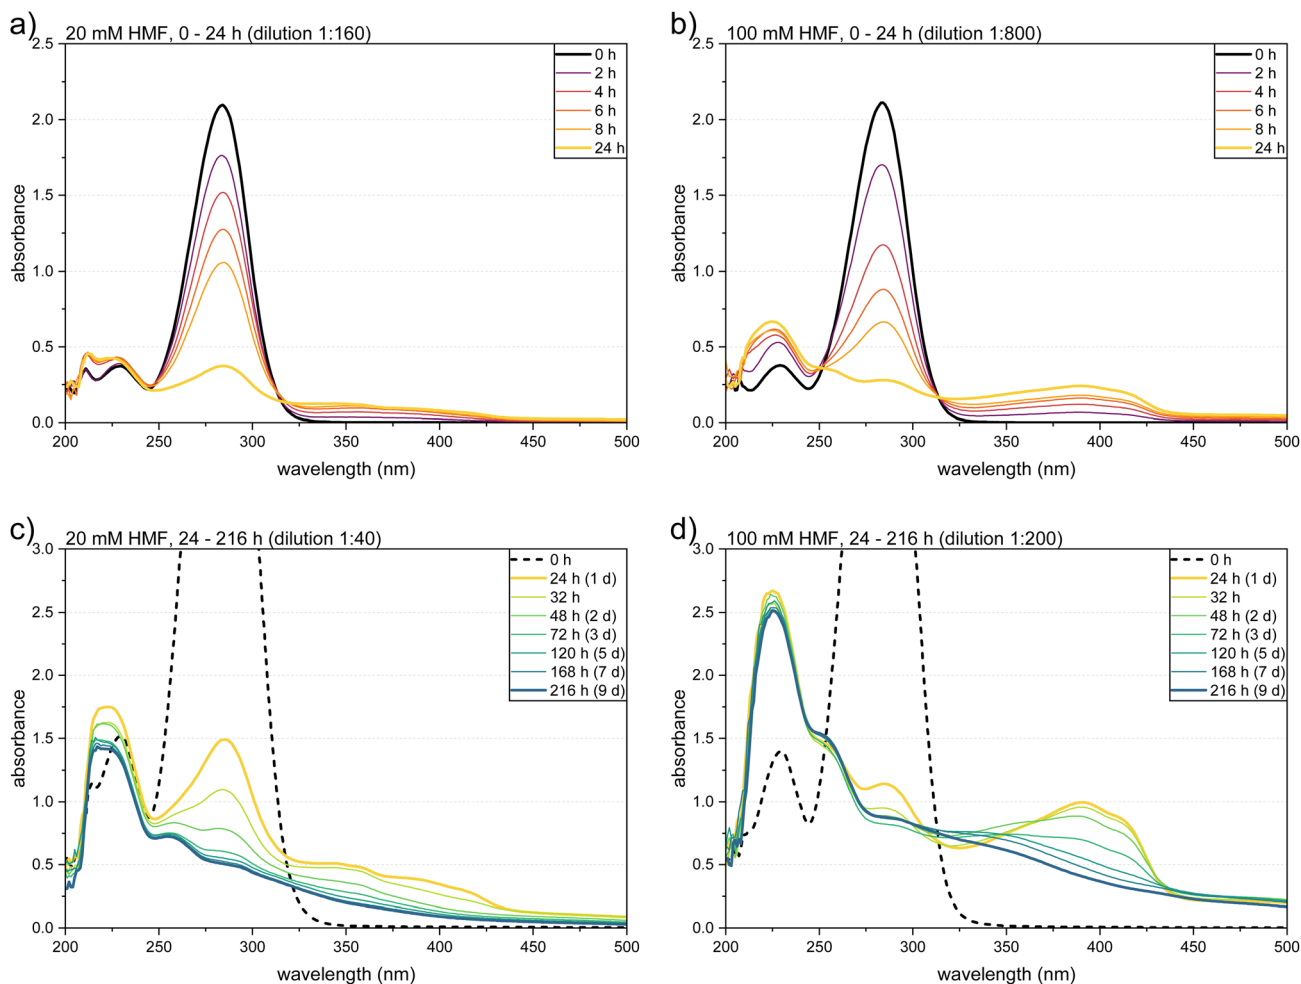 a)
20 mM HMF, 0 - 24 h (dilution 1:160)
2.5
2.0
1.5
1.0
0.5
0.0
absorbance
0 h
2 h
4 h
6 h
8 h
24 h
200 250 300 350 400 450 500
wavelength (nm)
b)
100 mM HMF, 0 - 24 h (dilution 1:800)
2.5
2.0
1.5
1.0
0.5
0.0
absorbance
0 h
2 h
4 h
6 h
8 h
24 h
200 250 300 350 400 450 500
wavelength (nm)
c)
20 mM HMF, 24 - 216 h (dilution 1:40)
3.0
2.5
2.0
1.5
1.0
0.5
0.0
absorbance
0 h
24 h (1 d)
32 h
48 h (2 d)
72 h (3 d)
120 h (5 d)
168 h (7 d)
216 h (9 d)
200 250 300 350 400 450 500
wavelength (nm)
d)
100 mM HMF, 24 - 216 h (dilution 1:200)
3.0
2.5
2.0
1.5
1.0
0.5
0.0
absorbance
0 h
24 h (1 d)
32 h
48 h (2 d)
72 h (3 d)
120 h (5 d)
168 h (7 d)
216 h (9 d)
200 250 300 350 400 450 500
wavelength (nm)